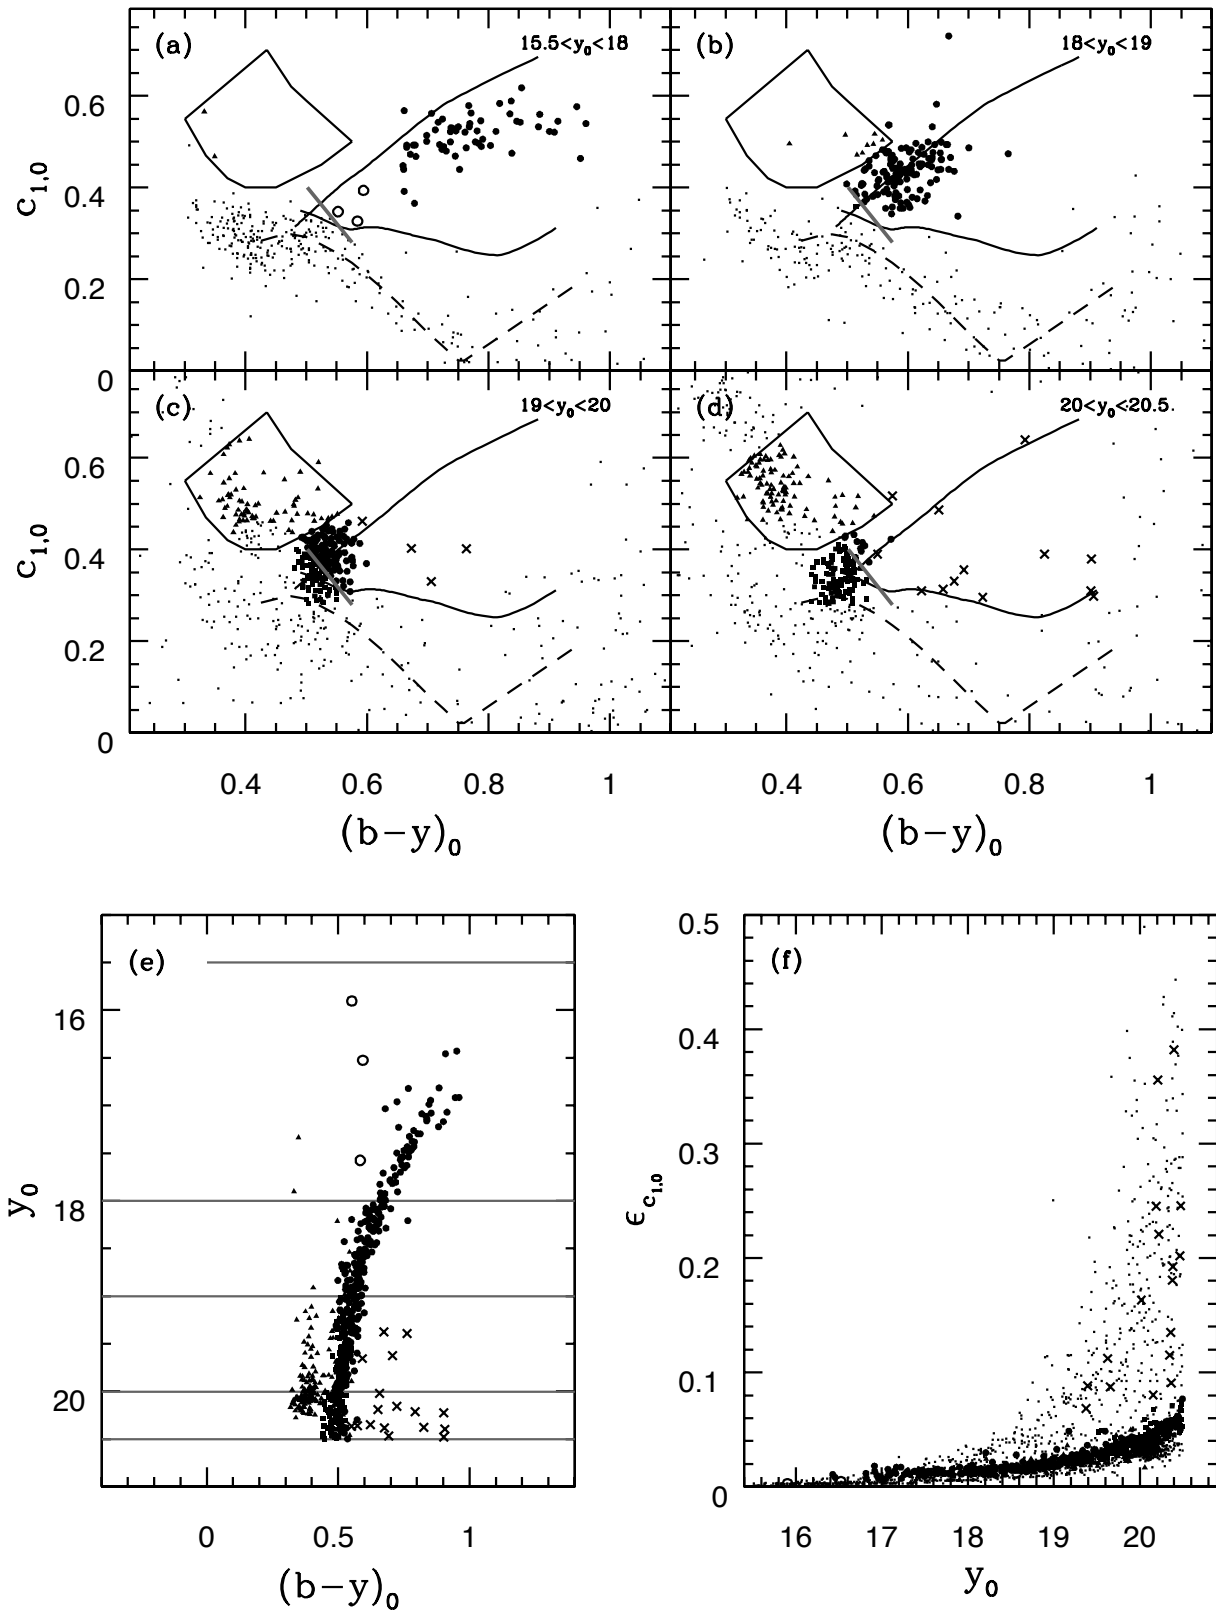 (a) 15.5<y₀<18
(b) 18<y₀<19
0.6
0.4
0.2
0
c₁,₀
(c) 19<y₀<20
(d) 20<y₀<20.5
0.6
0.4
0.2
0
c₁,₀
0.4 0.6 0.8 1
0.4 0.6 0.8 1
(b−y)₀
(b−y)₀
(e)
16
18
20
y₀
0 0.5 1
(b−y)₀
(f)
0.5
0.4
0.3
0.2
0.1
0
ϵ c₁,₀
16 17 18 19 20
y₀